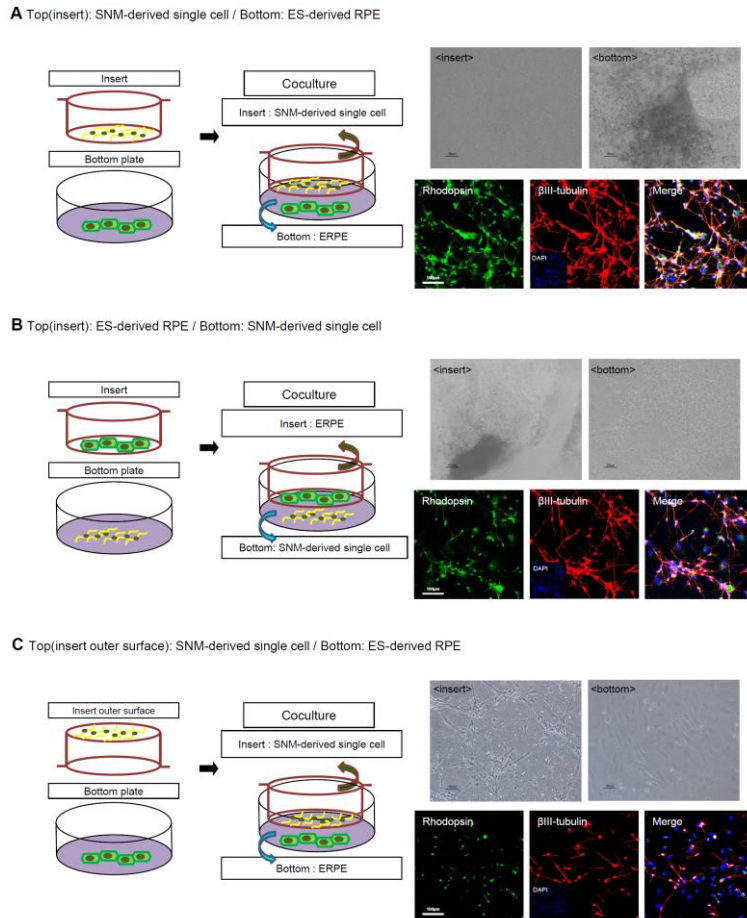 A Top(insert): SNM-derived single cell / Bottom: ES-derived RPE
Insert
Bottom plate
Coculture
Insert : SNM-derived single cell
Bottom : ERPE
<insert>
<bottom>
Rhodopsin
βIII-tubulin
Merge
DAPI
100μm
B Top(insert): ES-derived RPE / Bottom: SNM-derived single cell
Insert
Bottom plate
Coculture
Insert : ERPE
Bottom: SNM-derived single cell
<insert>
<bottom>
Rhodopsin
βIII-tubulin
Merge
DAPI
100μm
C Top(insert outer surface): SNM-derived single cell / Bottom: ES-derived RPE
Insert outer surface
Bottom plate
Coculture
Insert : SNM-derived single cell
Bottom : ERPE
<insert>
<bottom>
Rhodopsin
βIII-tubulin
Merge
DAPI
100μm